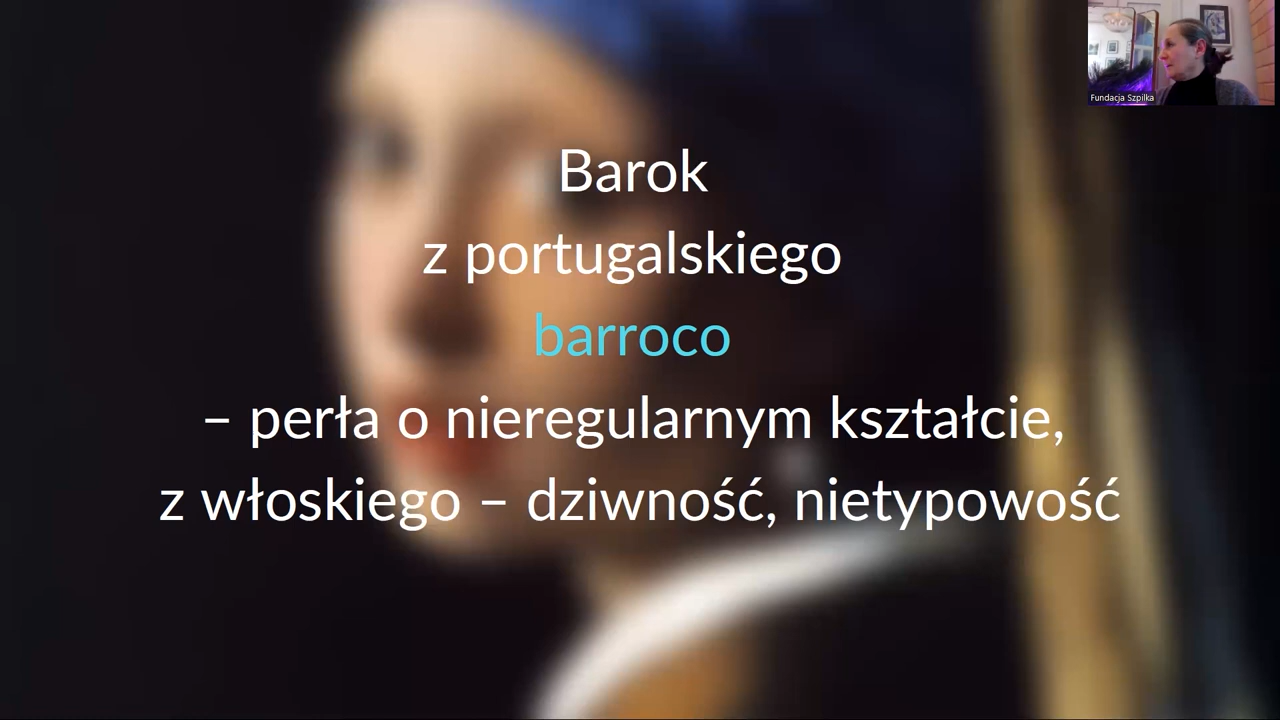 Fundacja Szpilka
Barok
z portugalskiego
barroco
– perła o nieregularnym kształcie,
z włoskiego – dziwność, nietypowość